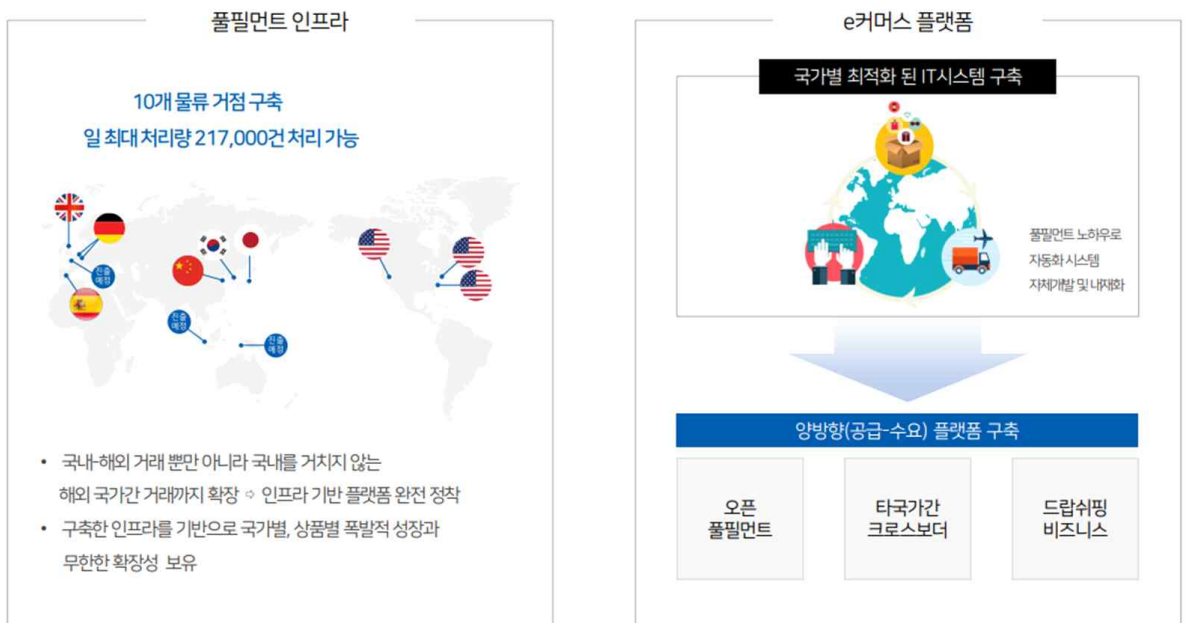 풀필먼트 인프라
10개 물류 거점 구축
일 최대 처리량 217,000건 처리 가능
진출
예정
진출
예정
진출
예정
• 국내-해외 거래 뿐만 아니라 국내를 거치지 않는
해외 국가간 거래까지 확장 ⇨ 인프라 기반 플랫폼 완전 정착
• 구축한 인프라를 기반으로 국가별, 상품별 폭발적 성장과
무한한 확장성 보유
e커머스 플랫폼
국가별 최적화 된 IT시스템 구축
풀필먼트 노하우로
자동화 시스템
자체개발 및 내재화
양방향(공급-수요) 플랫폼 구축
오픈
풀필먼트
타국가간
크로스보더
드랍쉬핑
비즈니스